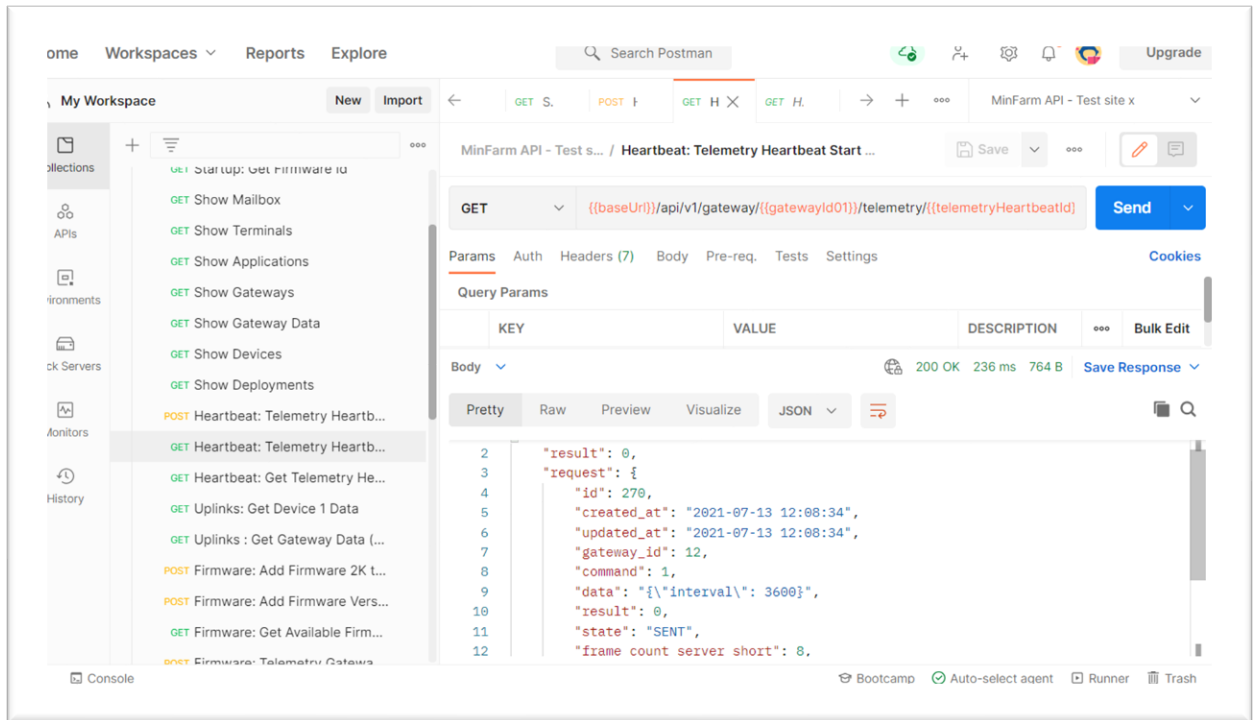 ome Workspaces Reports Explore Search Postman Upgrade
My Workspace New Import GET S. POST GET H GET H. MinFarm API - Test site x
ollections
APIs
vironments
ck Servers
Monitors
History
GET Startup: Get Firmware Id
GET Show Mailbox
GET Show Terminals
GET Show Applications
GET Show Gateways
GET Show Gateway Data
GET Show Devices
GET Show Deployments
POST Heartbeat: Telemetry Heartb...
GET Heartbeat: Telemetry Heartb...
GET Heartbeat: Get Telemetry He...
GET Uplinks: Get Device 1 Data
GET Uplinks : Get Gateway Data (...
POST Firmware: Add Firmware 2K t...
POST Firmware: Add Firmware Vers...
GET Firmware: Get Available Firm...
POST Firmware: Telemetry Gatewa
MinFarm API - Test s... / Heartbeat: Telemetry Heartbeat Start ... Save
GET {{baseUrl}}/api/v1/gateway/{{gatewayId01}}/telemetry/{{telemetryHeartbeatId} Send
Params Auth Headers (7) Body Pre-req. Tests Settings Cookies
Query Params
KEY VALUE DESCRIPTION Bulk Edit
Body 200 OK 236 ms 764 B Save Response
Pretty Raw Preview Visualize JSON
2 "result": 0,
3 "request": {
4 "id": 270,
5 "created_at": "2021-07-13 12:08:34",
6 "updated_at": "2021-07-13 12:08:34",
7 "gateway_id": 12,
8 "command": 1,
9 "data": "{\"interval\": 3600}",
10 "result": 0,
11 "state": "SENT",
12 "frame count server short": 8,
Console Bootcamp Auto-select agent Runner Trash